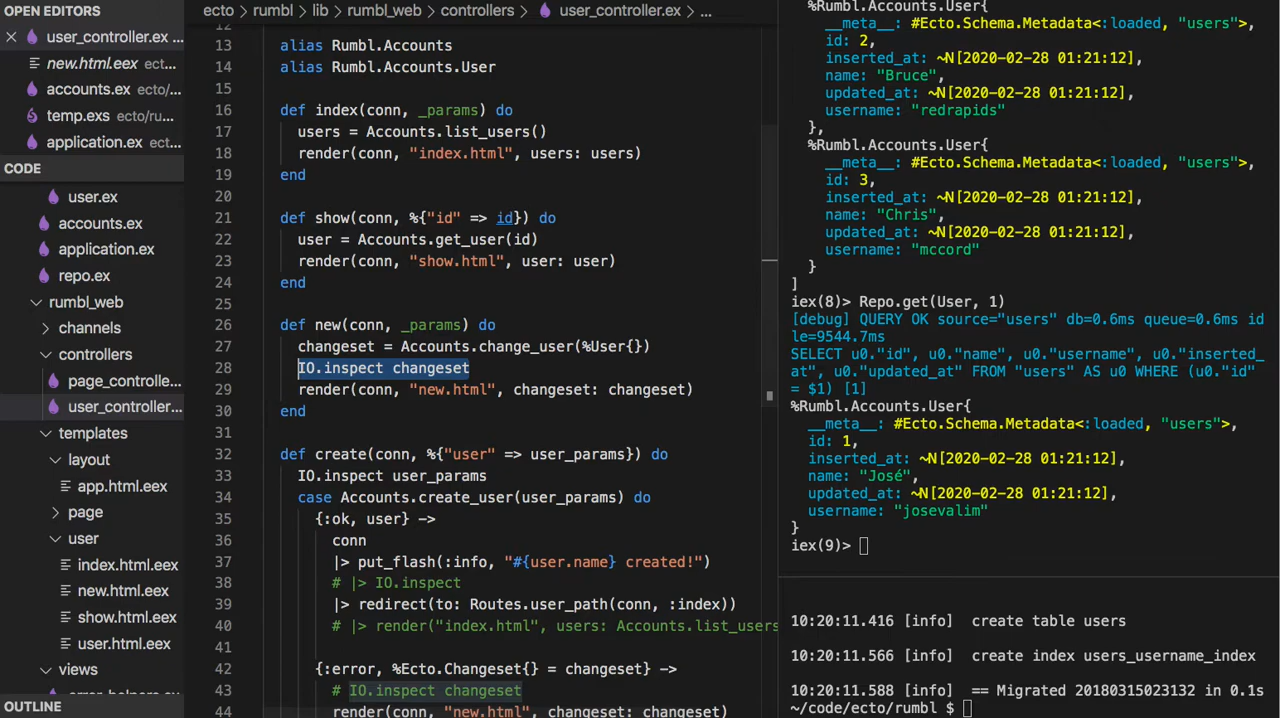 OPEN EDITORS
user_controller.ex ...
new.html.eex ecto...
accounts.ex ecto/...
temp.exs ecto/ru...
application.ex ecto...
CODE
user.ex
accounts.ex
application.ex
repo.ex
rumbl_web
channels
controllers
page_controlle...
user_controller...
templates
layout
app.html.eex
page
user
index.html.eex
new.html.eex
show.html.eex
user.html.eex
views
error_helpers.ex
OUTLINE
ecto › rumbl › lib › rumbl_web › controllers › user_controller.ex › ...
12
13 alias Rumbl.Accounts
14 alias Rumbl.Accounts.User
15
16 def index(conn, _params) do
17 users = Accounts.list_users()
18 render(conn, "index.html", users: users)
19 end
20
21 def show(conn, %{"id" => id}) do
22 user = Accounts.get_user(id)
23 render(conn, "show.html", user: user)
24 end
25
26 def new(conn, _params) do
27 changeset = Accounts.change_user(%User{})
28 IO.inspect changeset
29 render(conn, "new.html", changeset: changeset)
30 end
31
32 def create(conn, %{"user" => user_params}) do
33 IO.inspect user_params
34 case Accounts.create_user(user_params) do
35 {:ok, user} ->
36 conn
37 |> put_flash(:info, "#{user.name} created!")
38 # |> IO.inspect
39 |> redirect(to: Routes.user_path(conn, :index))
40 # |> render("index.html", users: Accounts.list_users
41
42 {:error, %Ecto.Changeset{} = changeset} ->
43 # IO.inspect changeset
44 render(conn, "new.html", changeset: changeset)
%Rumbl.Accounts.User{
__meta__: #Ecto.Schema.Metadata<:loaded, "users">,
id: 2,
inserted_at: ~N[2020-02-28 01:21:12],
name: "Bruce",
updated_at: ~N[2020-02-28 01:21:12],
username: "redrapids"
},
%Rumbl.Accounts.User{
__meta__: #Ecto.Schema.Metadata<:loaded, "users">,
id: 3,
inserted_at: ~N[2020-02-28 01:21:12],
name: "Chris",
updated_at: ~N[2020-02-28 01:21:12],
username: "mccord"
}
]
iex(8)> Repo.get(User, 1)
[debug] QUERY OK source="users" db=0.6ms queue=0.6ms id
le=9544.7ms
SELECT u0."id", u0."name", u0."username", u0."inserted_
at", u0."updated_at" FROM "users" AS u0 WHERE (u0."id"
= $1) [1]
%Rumbl.Accounts.User{
__meta__: #Ecto.Schema.Metadata<:loaded, "users">,
id: 1,
inserted_at: ~N[2020-02-28 01:21:12],
name: "José",
updated_at: ~N[2020-02-28 01:21:12],
username: "josevalim"
}
iex(9)>
10:20:11.416 [info]  create table users
10:20:11.566 [info]  create index users_username_index
10:20:11.588 [info]  == Migrated 20180315023132 in 0.1s
~/code/ecto/rumbl $